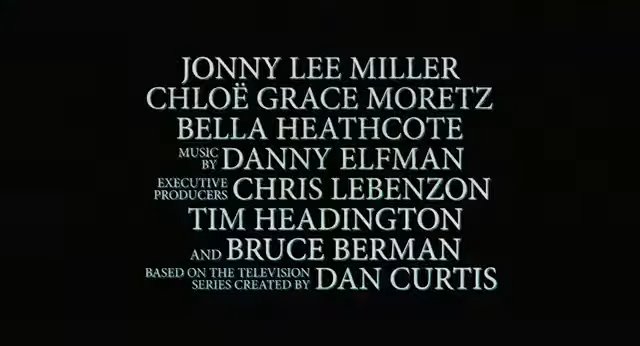 JONNY LEE MILLER
CHLOË GRACE MORETZ
BELLA HEATHCOTE
MUSIC BY DANNY ELFMAN
EXECUTIVE PRODUCERS CHRIS LEBENZON
TIM HEADINGTON
AND BRUCE BERMAN
BASED ON THE TELEVISION SERIES CREATED BY DAN CURTIS